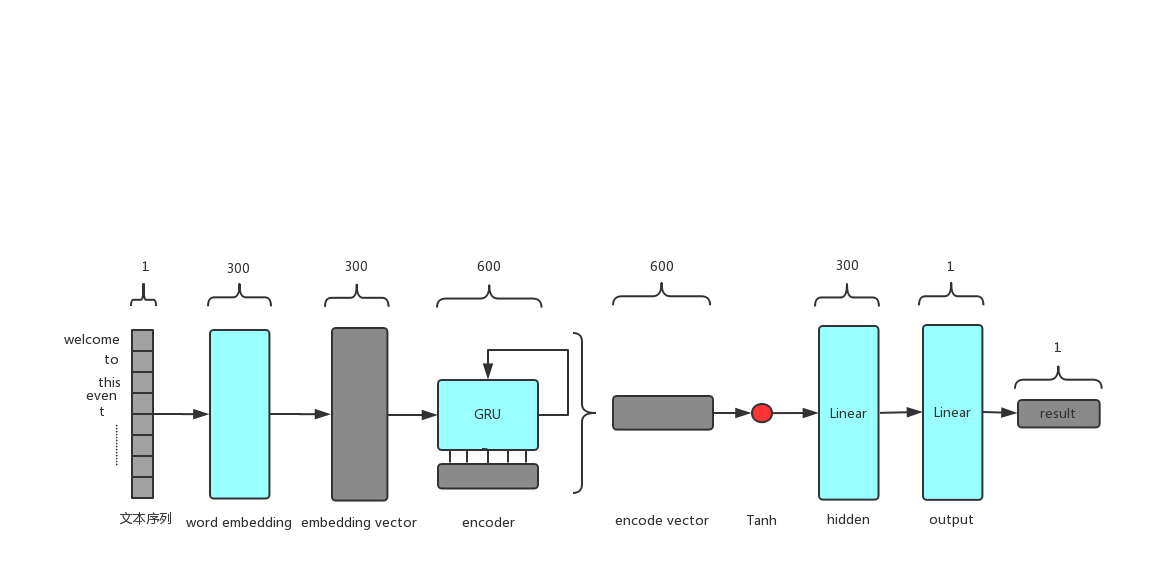 1
300
300
600
600
300
1
1
welcome
to
this
even
t
GRU
Linear
Linear
result
文本序列
word embedding
embedding vector
encoder
encode vector
Tanh
hidden
output